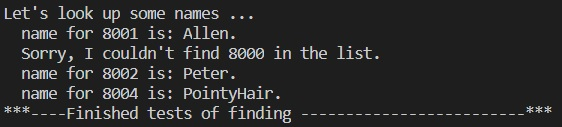 Let's look up some names ...
  name for 8001 is: Allen.
  Sorry, I couldn't find 8000 in the list.
  name for 8002 is: Peter.
  name for 8004 is: PointyHair.
***----Finished tests of finding -------------------------***